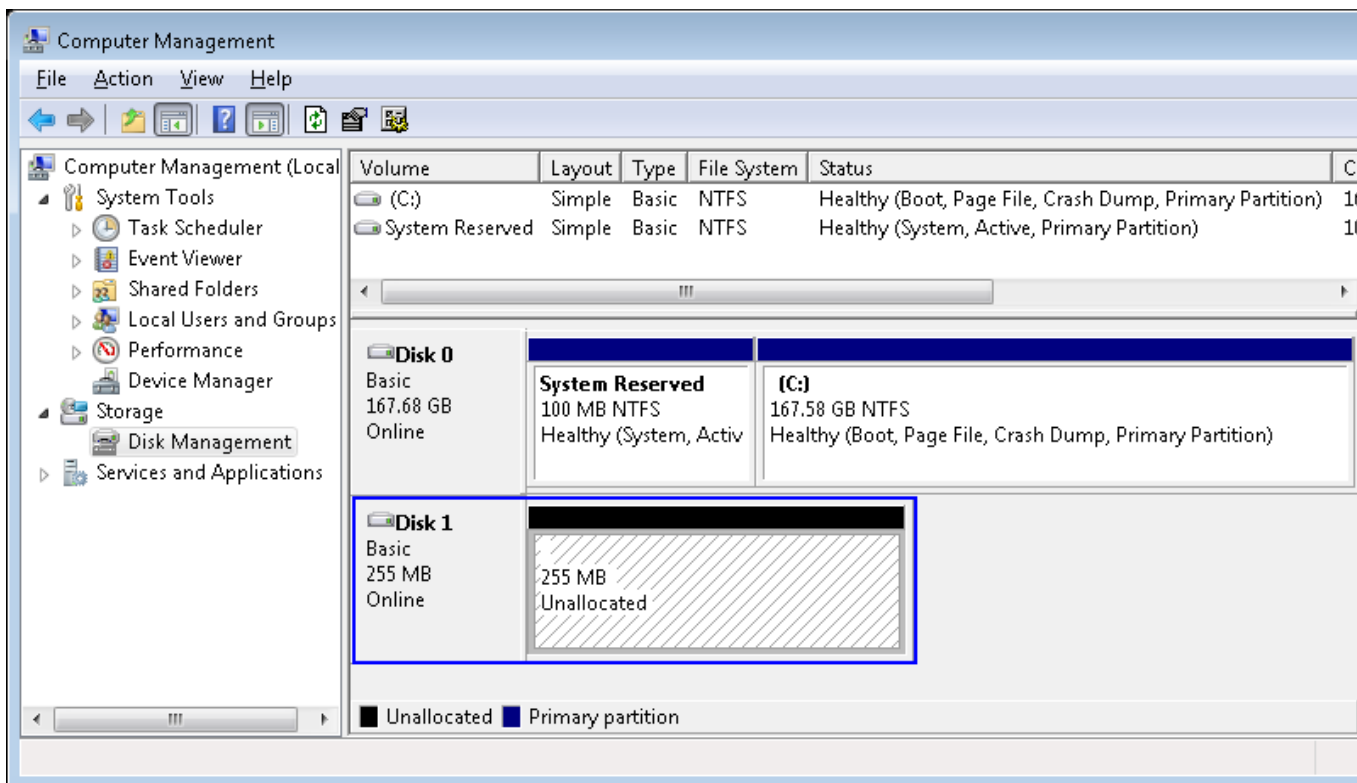 Computer Management
File Action View Help
Computer Management (Local
System Tools
Task Scheduler
Event Viewer
Shared Folders
Local Users and Groups
Performance
Device Manager
Storage
Disk Management
Services and Applications
Volume Layout Type File System Status C
(C:) Simple Basic NTFS Healthy (Boot, Page File, Crash Dump, Primary Partition)
System Reserved Simple Basic NTFS Healthy (System, Active, Primary Partition)
Disk 0
Basic
167.68 GB
Online
System Reserved
100 MB NTFS
Healthy (System, Activ
(C:)
167.58 GB NTFS
Healthy (Boot, Page File, Crash Dump, Primary Partition)
Disk 1
Basic
255 MB
Online
255 MB
Unallocated
Unallocated Primary partition